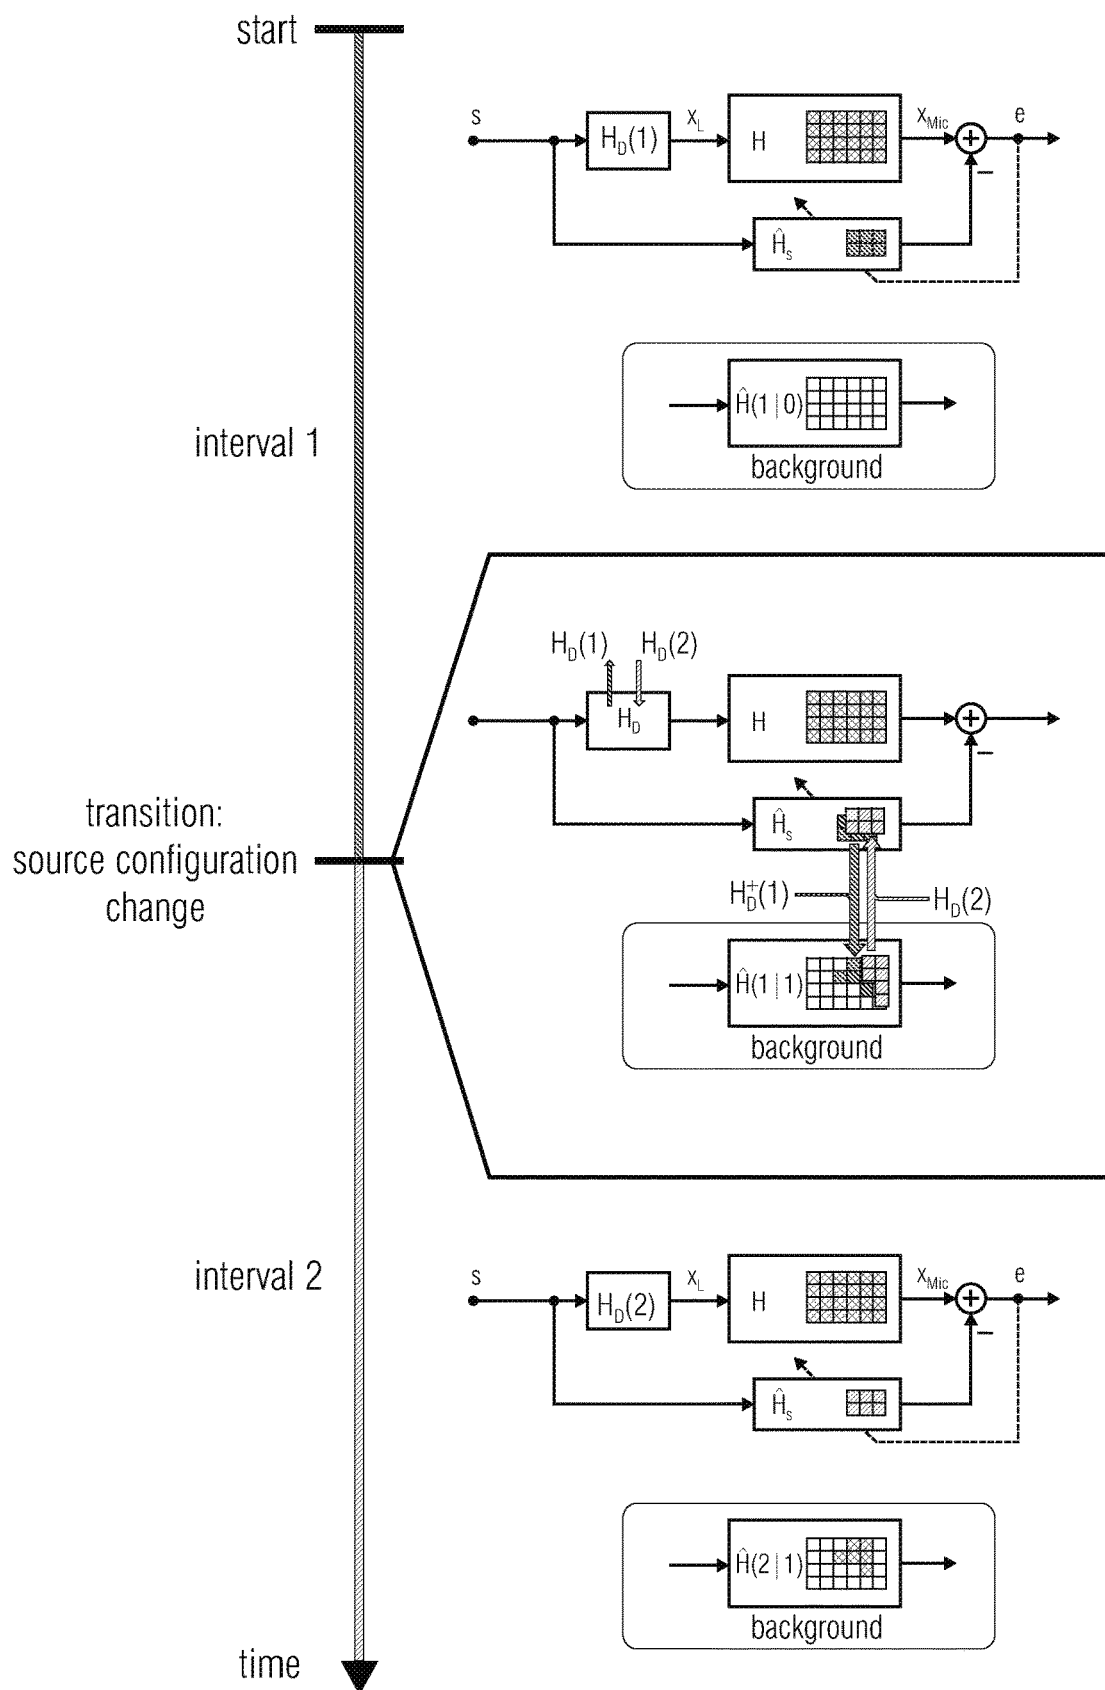 start
s
H_D(1)
x_L
H
x_Mic
+
e
−
Ĥ_s
interval 1
Ĥ(1|0)
background
H_D(1)
H_D(2)
H_D
H
+
−
Ĥ_s
transition:
source configuration
change
H_D^+(1)
H_D(2)
Ĥ(1|1)
background
interval 2
s
H_D(2)
x_L
H
x_Mic
+
e
−
Ĥ_s
Ĥ(2|1)
background
time